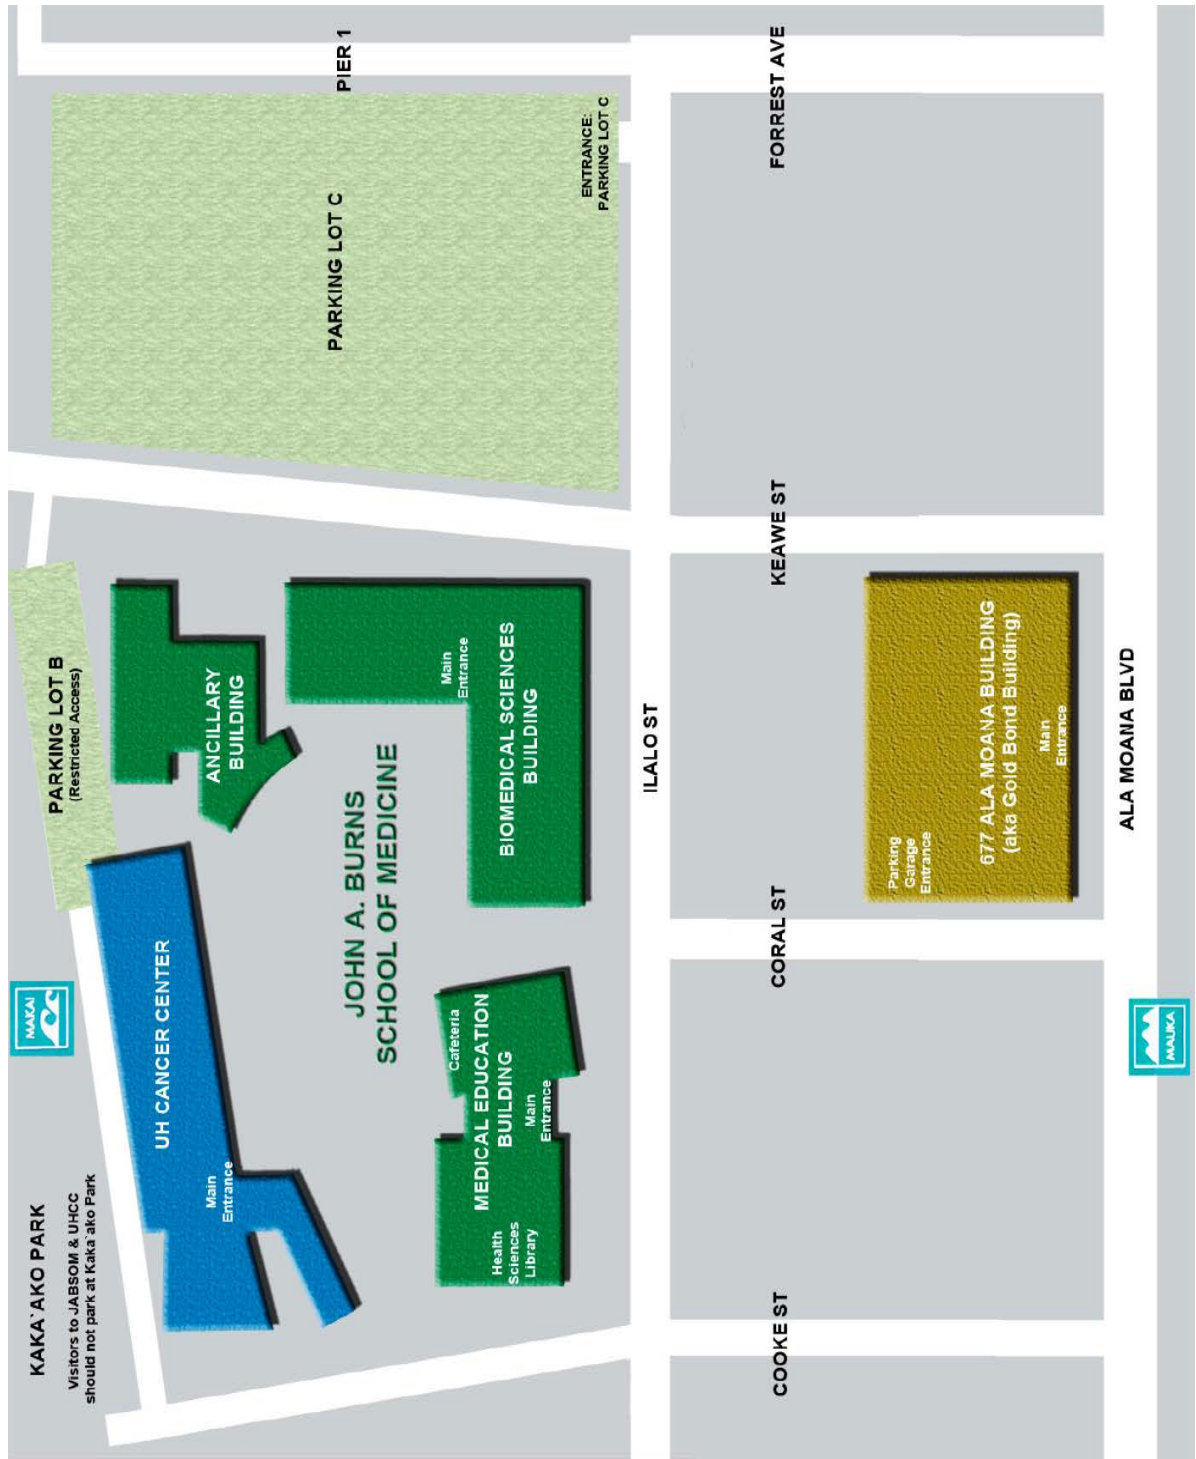 KAKA`AKO PARK
Visitors to JABSOM & UHCC
should not park at Kaka`ako Park
MAKAI
PARKING LOT B
(Restricted Access)
UH CANCER CENTER
Main
Entrance
ANCILLARY
BUILDING
PARKING LOT C
PIER 1
JOHN A. BURNS
SCHOOL OF MEDICINE
Cafeteria
MEDICAL EDUCATION
BUILDING
Main
Entrance
Health
Sciences
Library
Main
Entrance
BIOMEDICAL SCIENCES
BUILDING
ENTRANCE:
PARKING LOT C
ILALO ST
COOKE ST
CORAL ST
KEAWE ST
FORREST AVE
Parking
Garage
Entrance
677 ALA MOANA BUILDING
(aka Gold Bond Building)
Main
Entrance
ALA MOANA BLVD
MAUKA